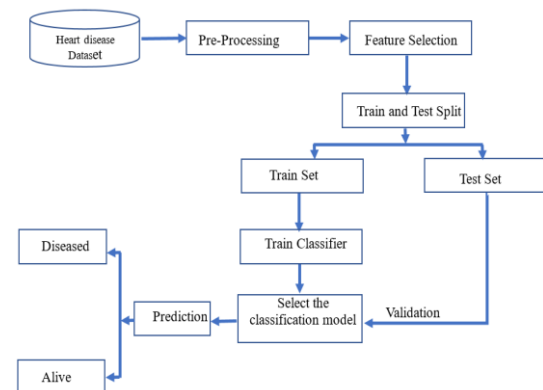 Heart disease
Dataset
Pre-Processing
Feature Selection
Train and Test Split
Train Set
Test Set
Train Classifier
Diseased
Select the
classification model
Validation
Prediction
Alive